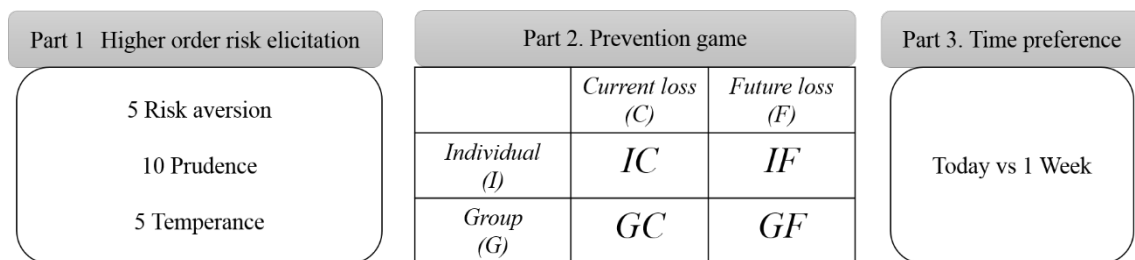 Part 1 Higher order risk elicitation
5 Risk aversion
10 Prudence
5 Temperance
Part 2. Prevention game
Current loss (C)
Future loss (F)
Individual (I)
IC
IF
Group (G)
GC
GF
Part 3. Time preference
Today vs 1 Week